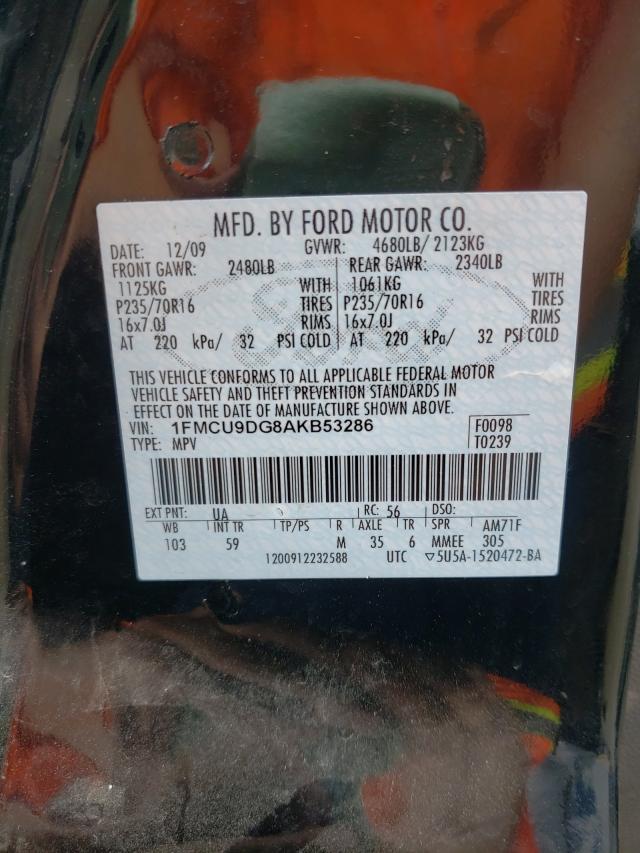 MFD. BY FORD MOTOR CO.
DATE: 12/09 GVWR: 4680LB/ 2123KG
FRONT GAWR: 2480LB REAR GAWR: 2340LB
1125KG WITH 1061KG WITH
P235/70R16 TIRES P235/70R16 TIRES
16x7.0J RIMS 16x7.0J RIMS
AT 220 kPa/ 32 PSI COLD AT 220 kPa/ 32 PSI COLD
THIS VEHICLE CONFORMS TO ALL APPLICABLE FEDERAL MOTOR
VEHICLE SAFETY AND THEFT PREVENTION STANDARDS IN
EFFECT ON THE DATE OF MANUFACTURE SHOWN ABOVE.
VIN: 1FMCU9DG8AKB53286 F0098
TYPE: MPV T0239
EXT PNT: UA RC: 56 DSO:
WB INT TR TP/PS R AXLE TR SPR AM71F
103 59 M 35 6 MMEE 305
1200912232588 UTC ▽5U5A-1520472-BA